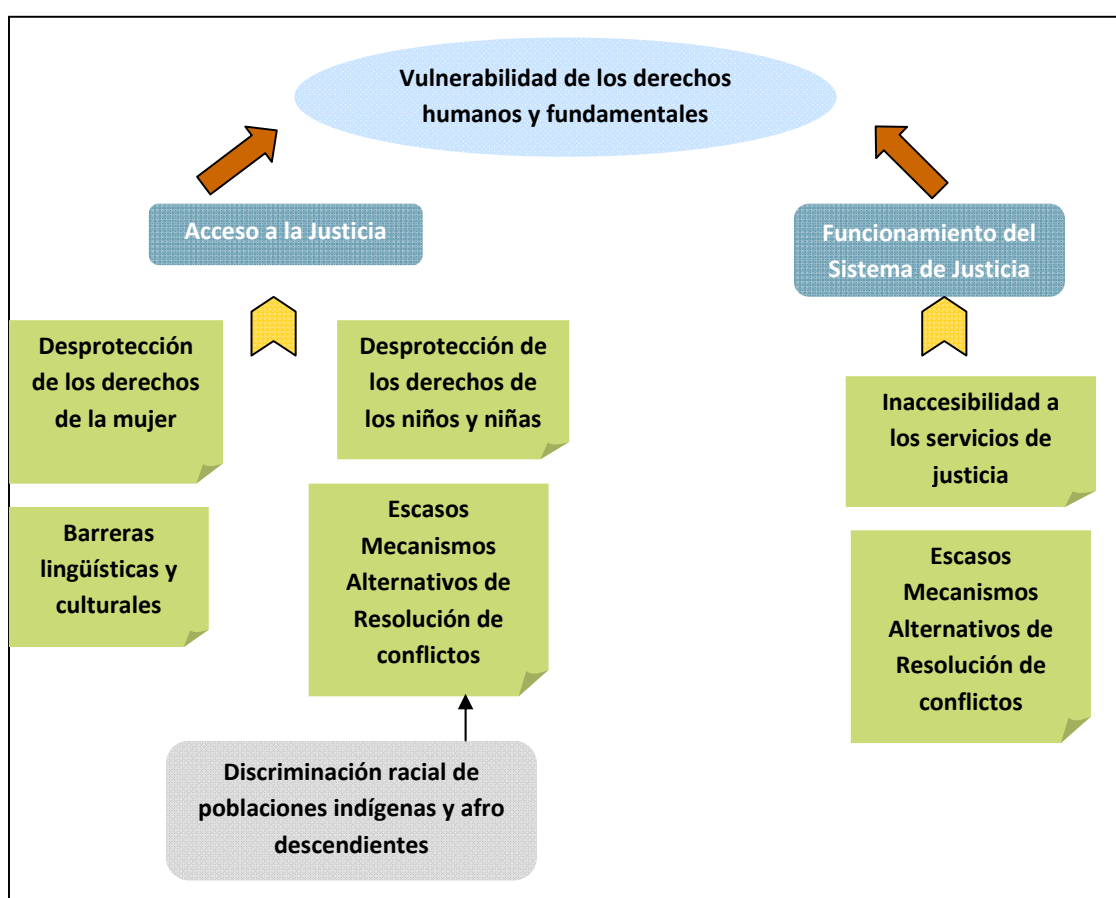 Vulnerabilidad de los derechos
humanos y fundamentales
Acceso a la Justicia
Funcionamiento del
Sistema de Justicia
Desprotección
de los derechos
de la mujer
Desprotección de
los derechos de
los niños y niñas
Inaccesibilidad a
los servicios de
justicia
Barreras
lingüísticas y
culturales
Escasos
Mecanismos
Alternativos de
Resolución de
conflictos
Escasos
Mecanismos
Alternativos de
Resolución de
conflictos
Discriminación racial de
poblaciones indígenas y afro
descendientes